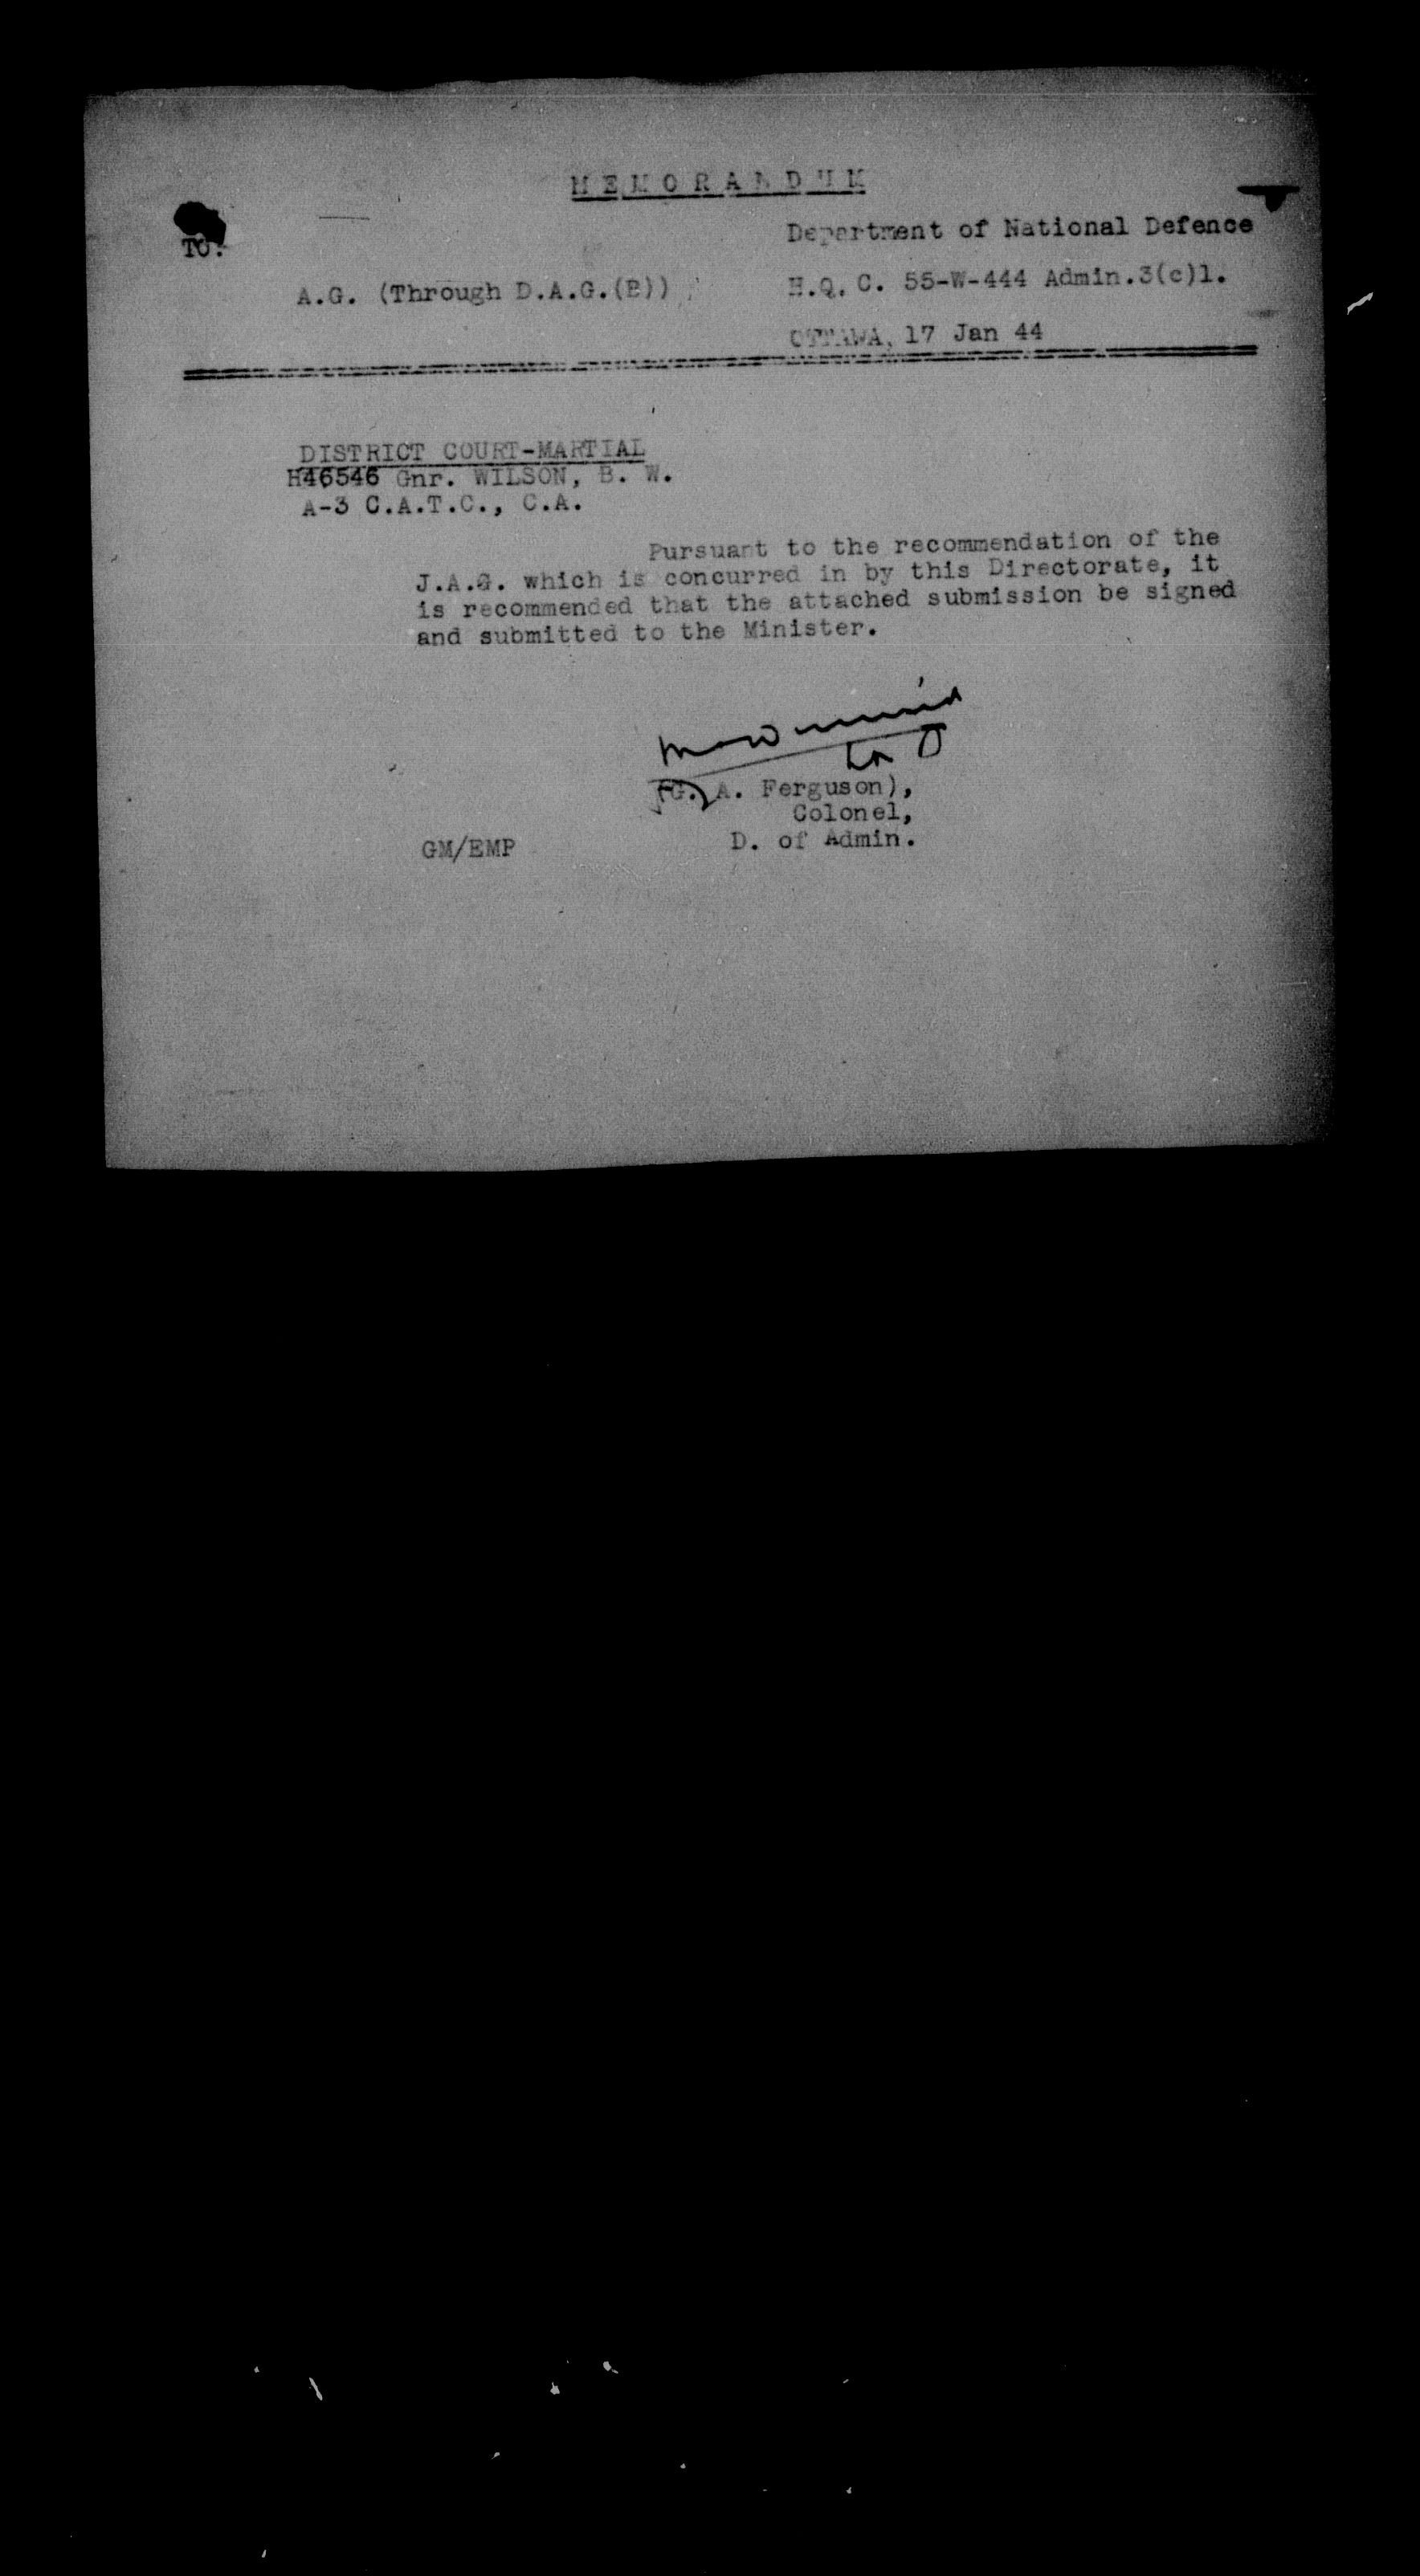 MEMORANDUM
TO:
Department of National Defence
A.G. (Through D.A.G.(B))
H.Q. C. 55-W-444 Admin.3(c)1.
OTTAWA, 17 Jan 44
DISTRICT COURT-MARTIAL
H46546 Gnr. WILSON, B. W.
A-3 C.A.T.C., C.A.
Pursuant to the recommendation of the
J.A.G. which is concurred in by this Directorate, it
is recommended that the attached submission be signed
and submitted to the Minister.
(G. A. Ferguson),
Colonel,
D. of Admin.
GM/EMP